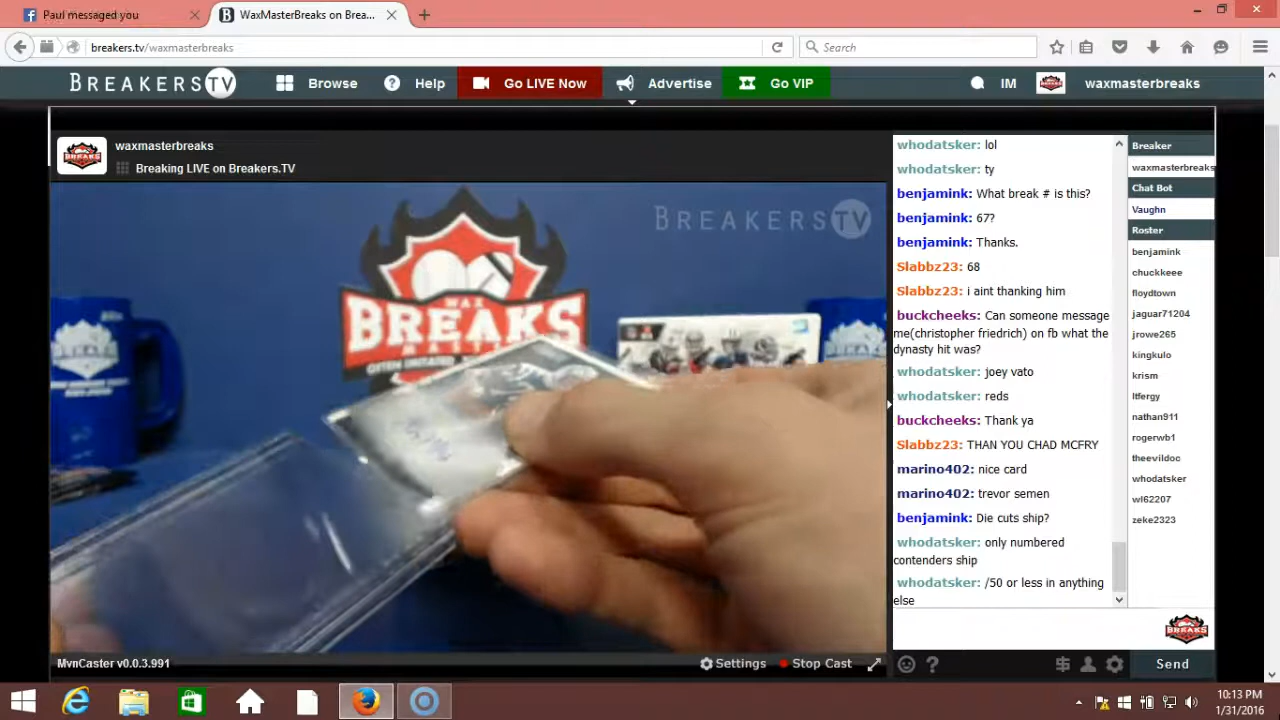 Paul messaged you
WaxMasterBreaks on Brea...
breakers.tv/waxmasterbreaks
Search
BREAKERSTV
Browse
Help
Go LIVE Now
Advertise
Go VIP
IM
waxmasterbreaks
waxmasterbreaks
Breaking LIVE on Breakers.TV
BREAKERSTV
WAX
BREAKS
BREAKS
MvnCaster v0.0.3.991
Settings
Stop Cast
whodatsker: lol
whodatsker: ty
benjamink: What break # is this?
benjamink: 67?
benjamink: Thanks.
Slabbz23: 68
Slabbz23: i aint thanking him
buckcheeks: Can someone message
me(christopher friedrich) on fb what the
dynasty hit was?
whodatsker: joey vato
whodatsker: reds
buckcheeks: Thank ya
Slabbz23: THAN YOU CHAD MCFRY
marino402: nice card
marino402: trevor semen
benjamink: Die cuts ship?
whodatsker: only numbered
contenders ship
whodatsker: /50 or less in anything
else
Send
Breaker
waxmasterbreaks
Chat Bot
Vaughn
Roster
benjamink
chuckkeee
floydtown
jaguar71204
jrowe265
kingkulo
krism
ltfergy
nathan911
rogerwb1
theevildoc
whodatsker
wl62207
zeke2323
10:13 PM
1/31/2016